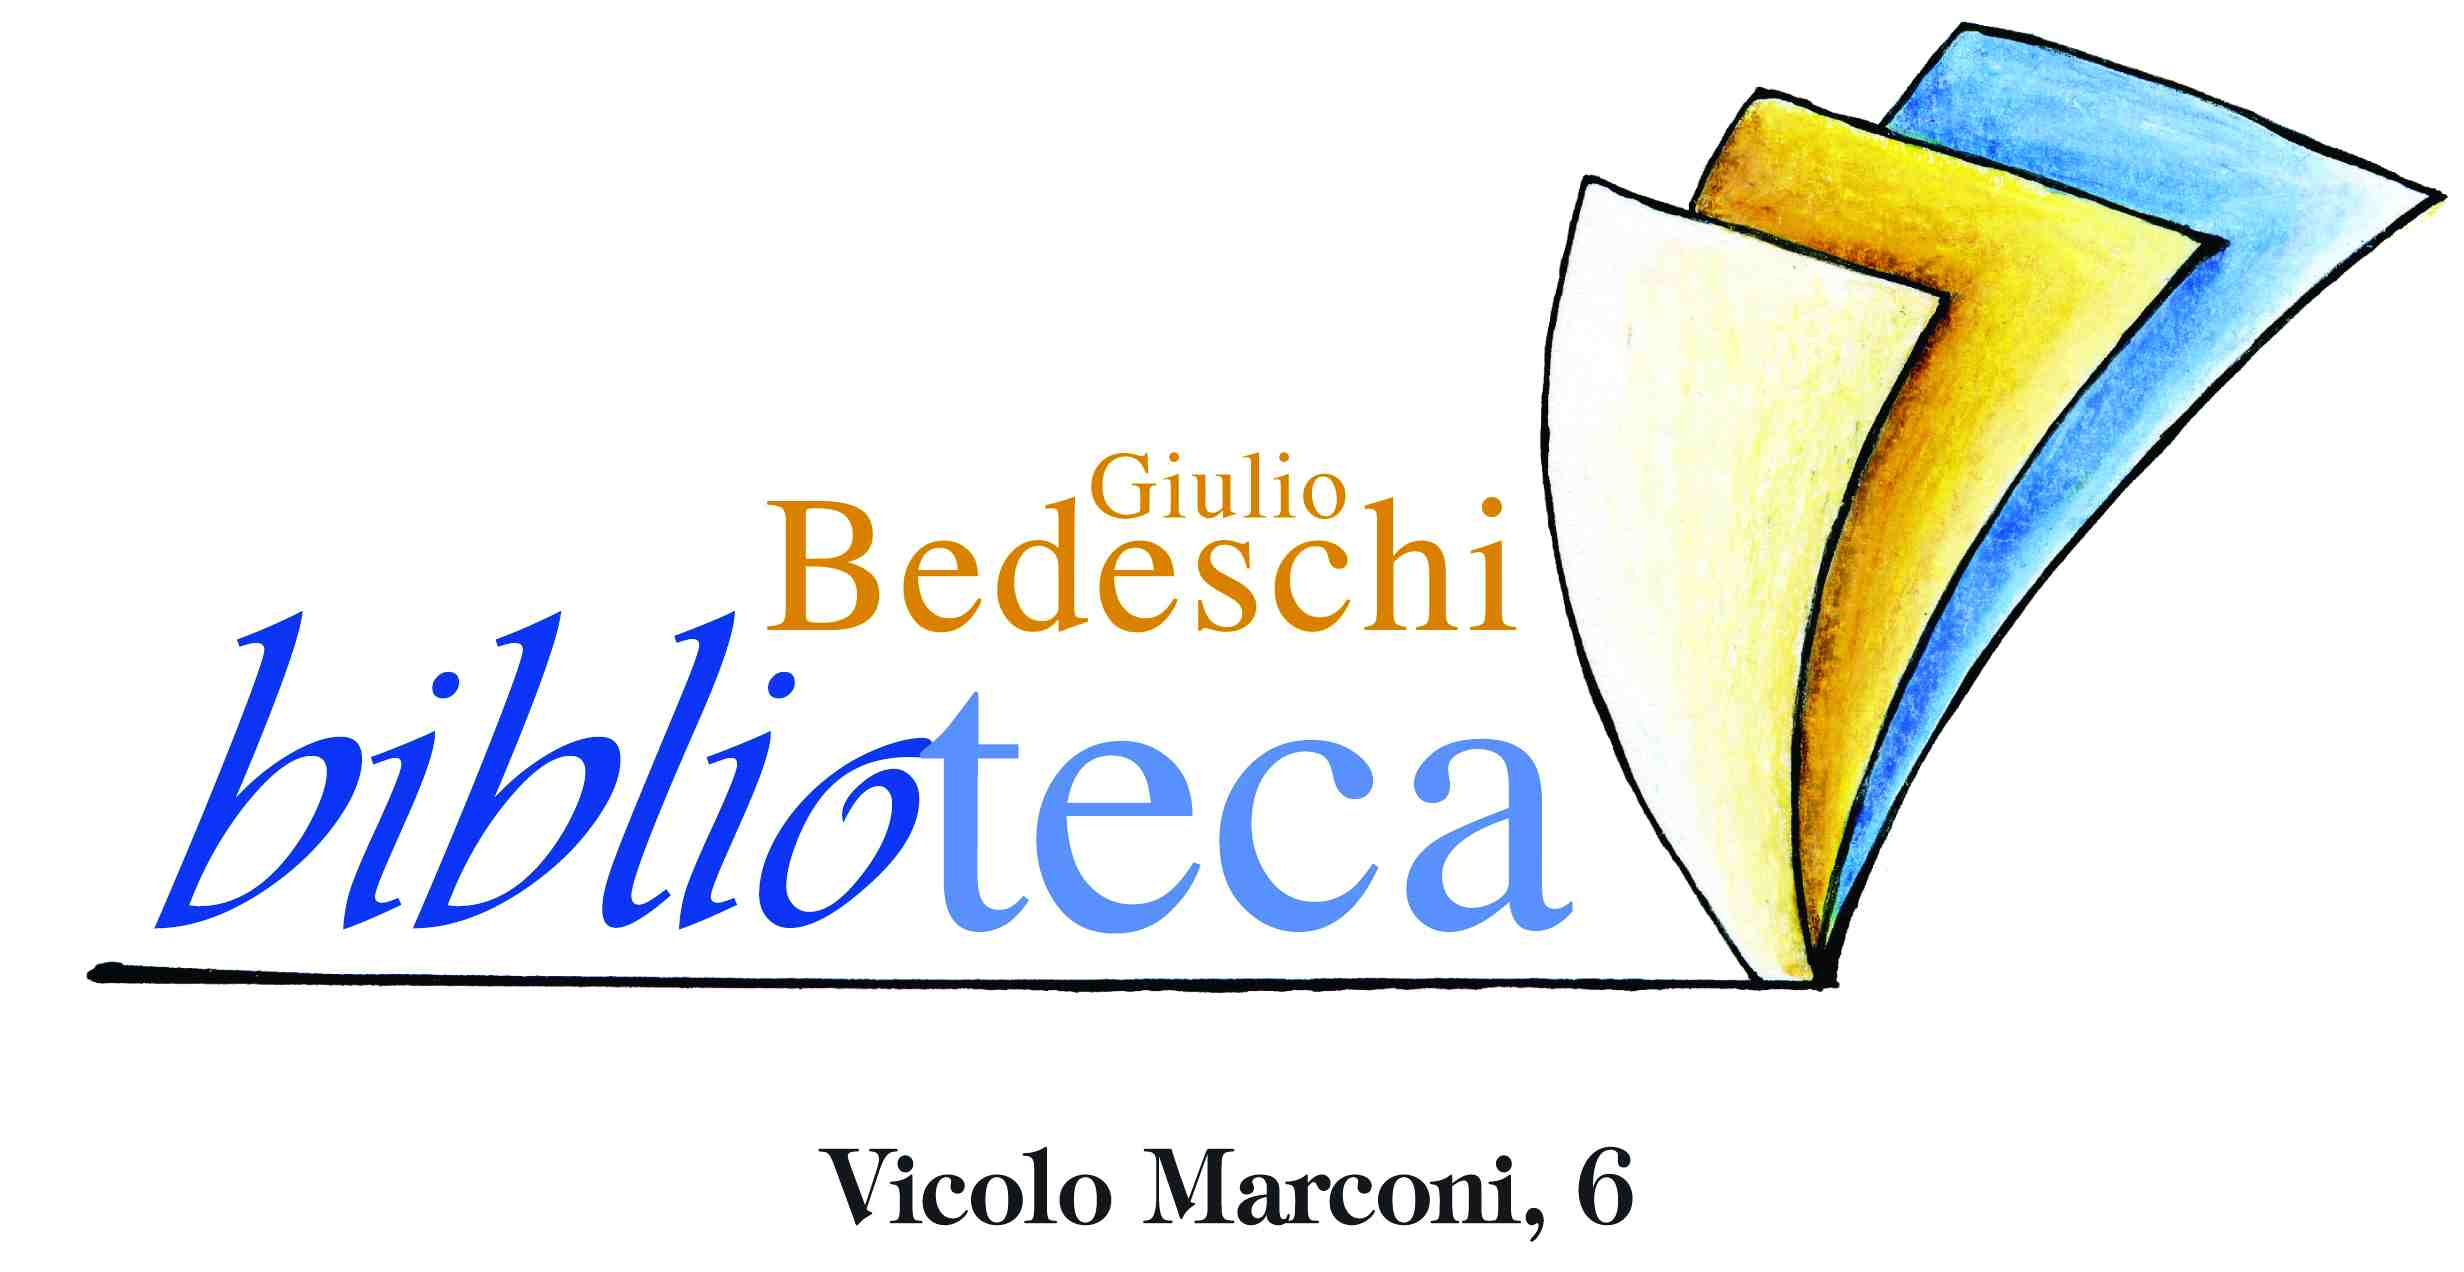 Giulio
Bedeschi
biblioteca
Vicolo Marconi, 6